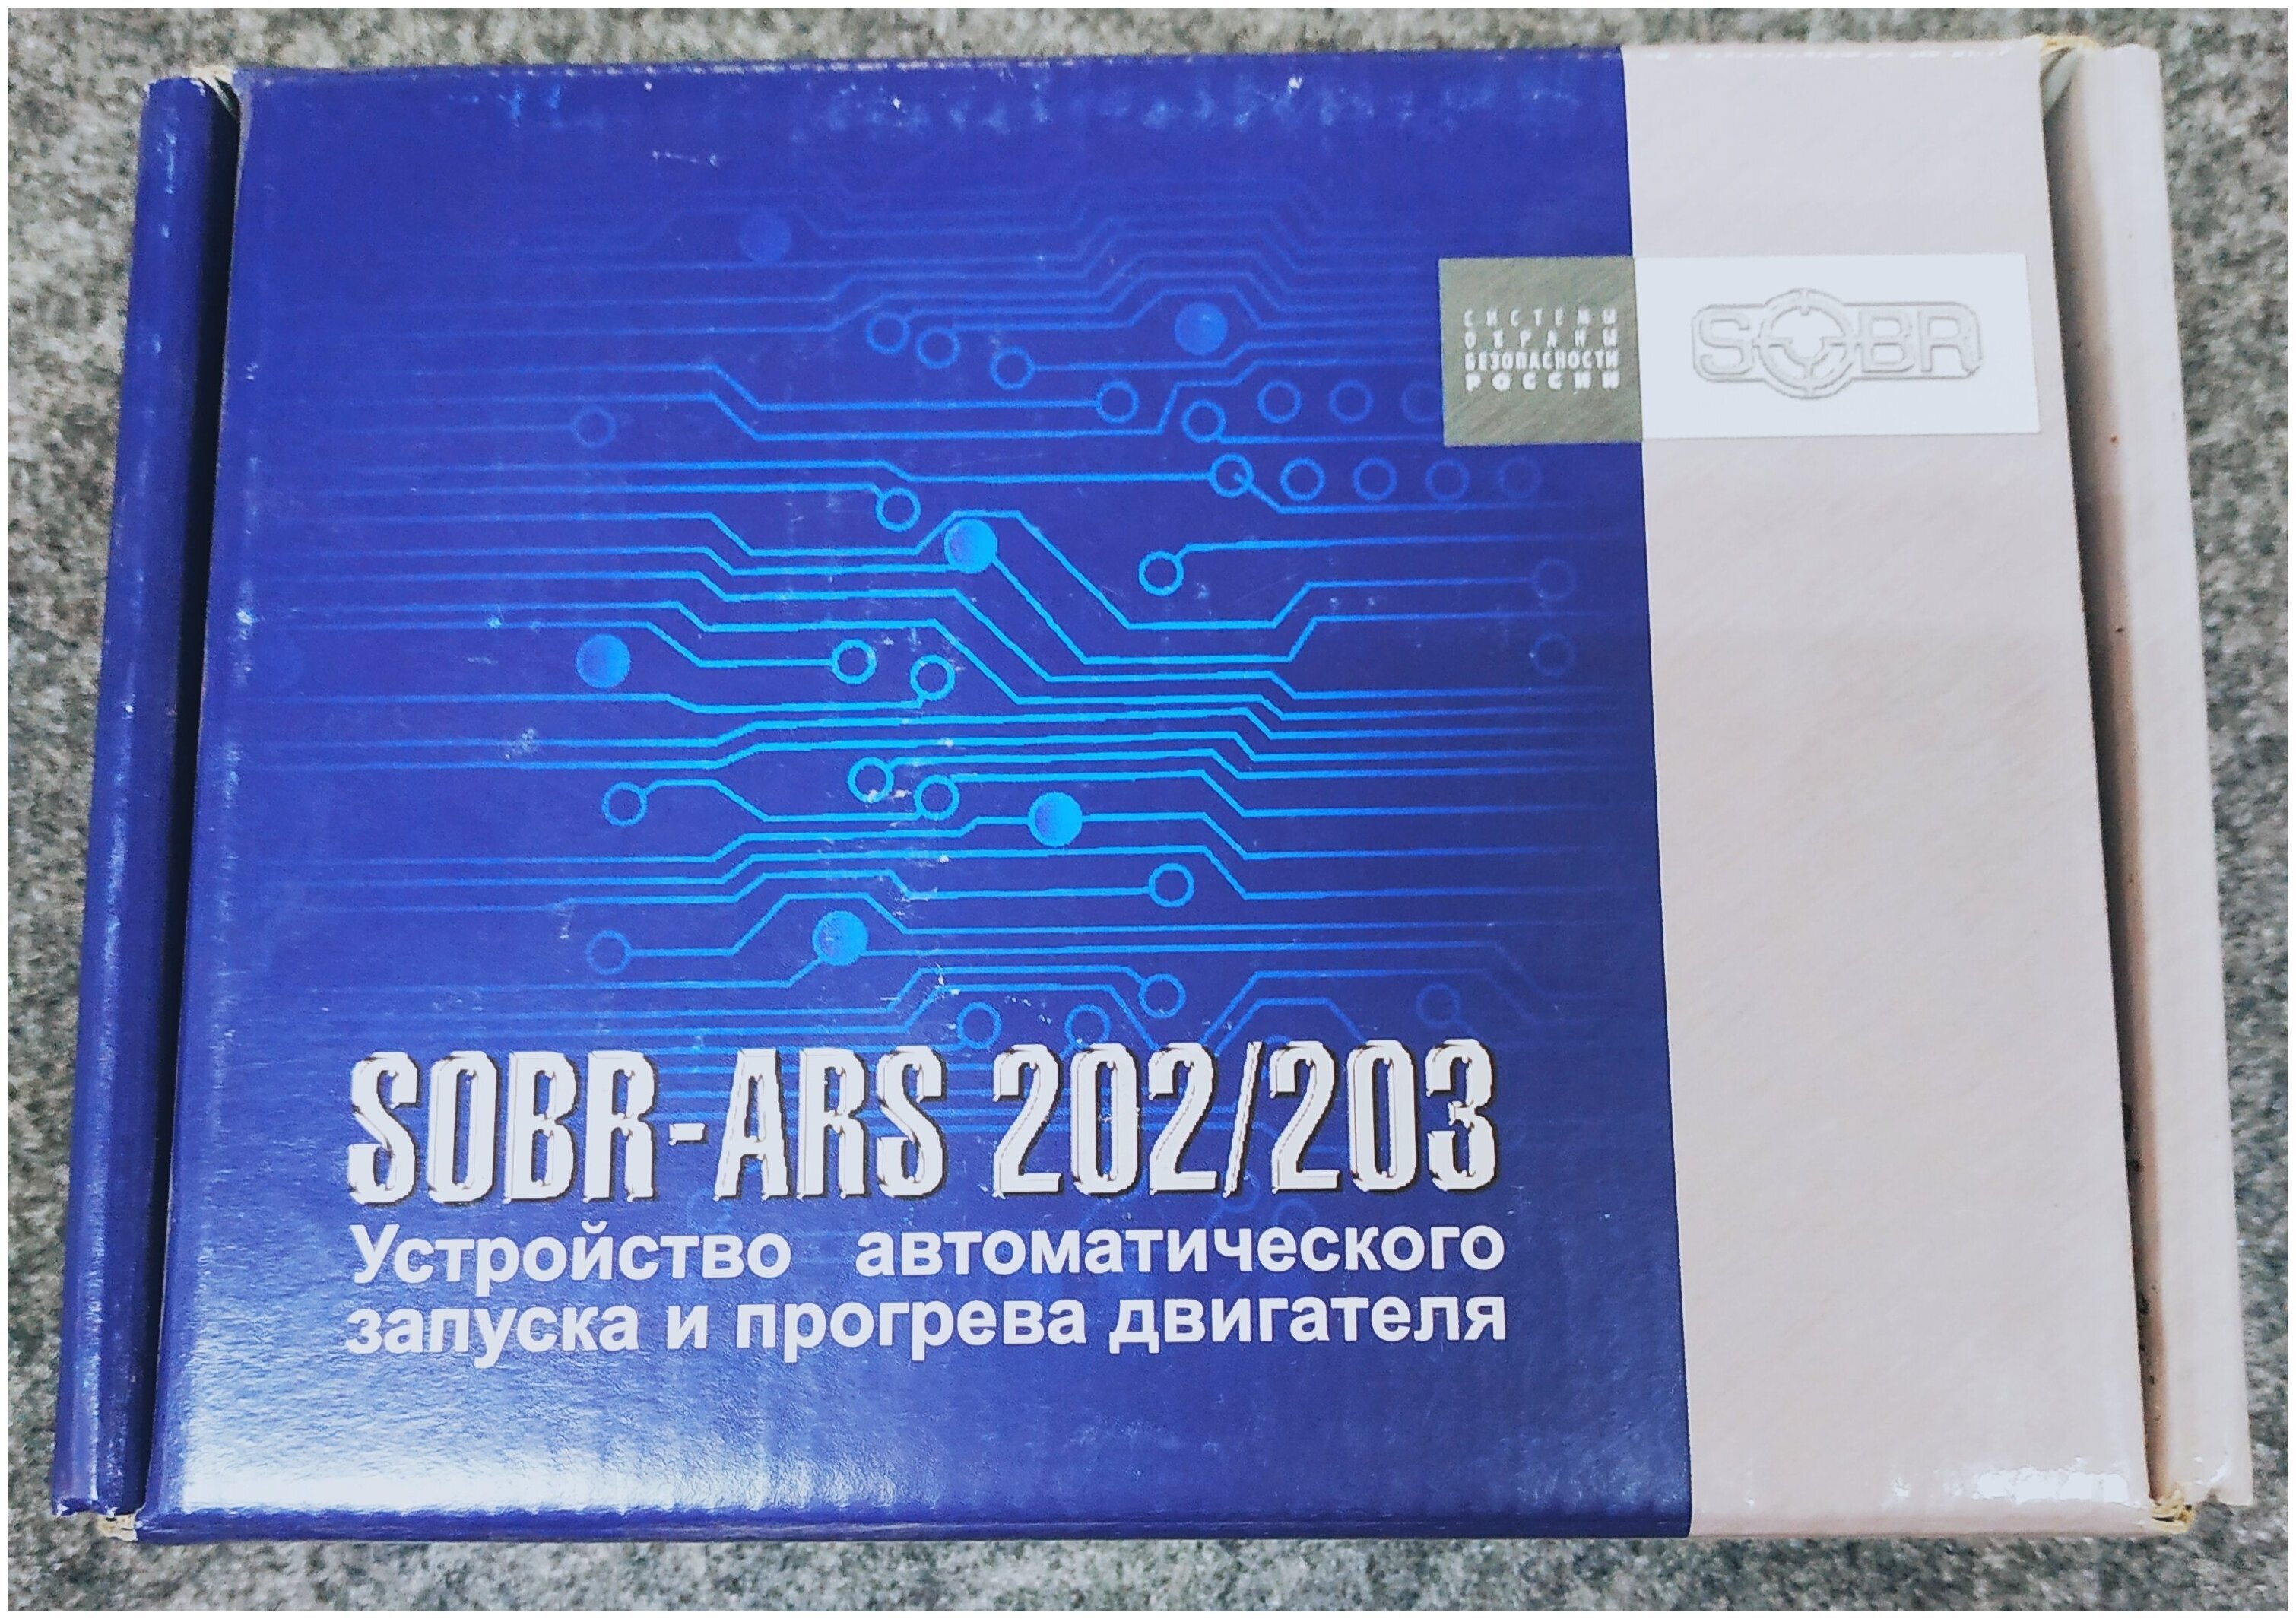 СИСТЕМЫ
ОХРАНЫ
БЕЗОПАСНОСТИ
РОССИИ
SOBR
SOBR-ARS 202/203
Устройство автоматического
запуска и прогрева двигателя